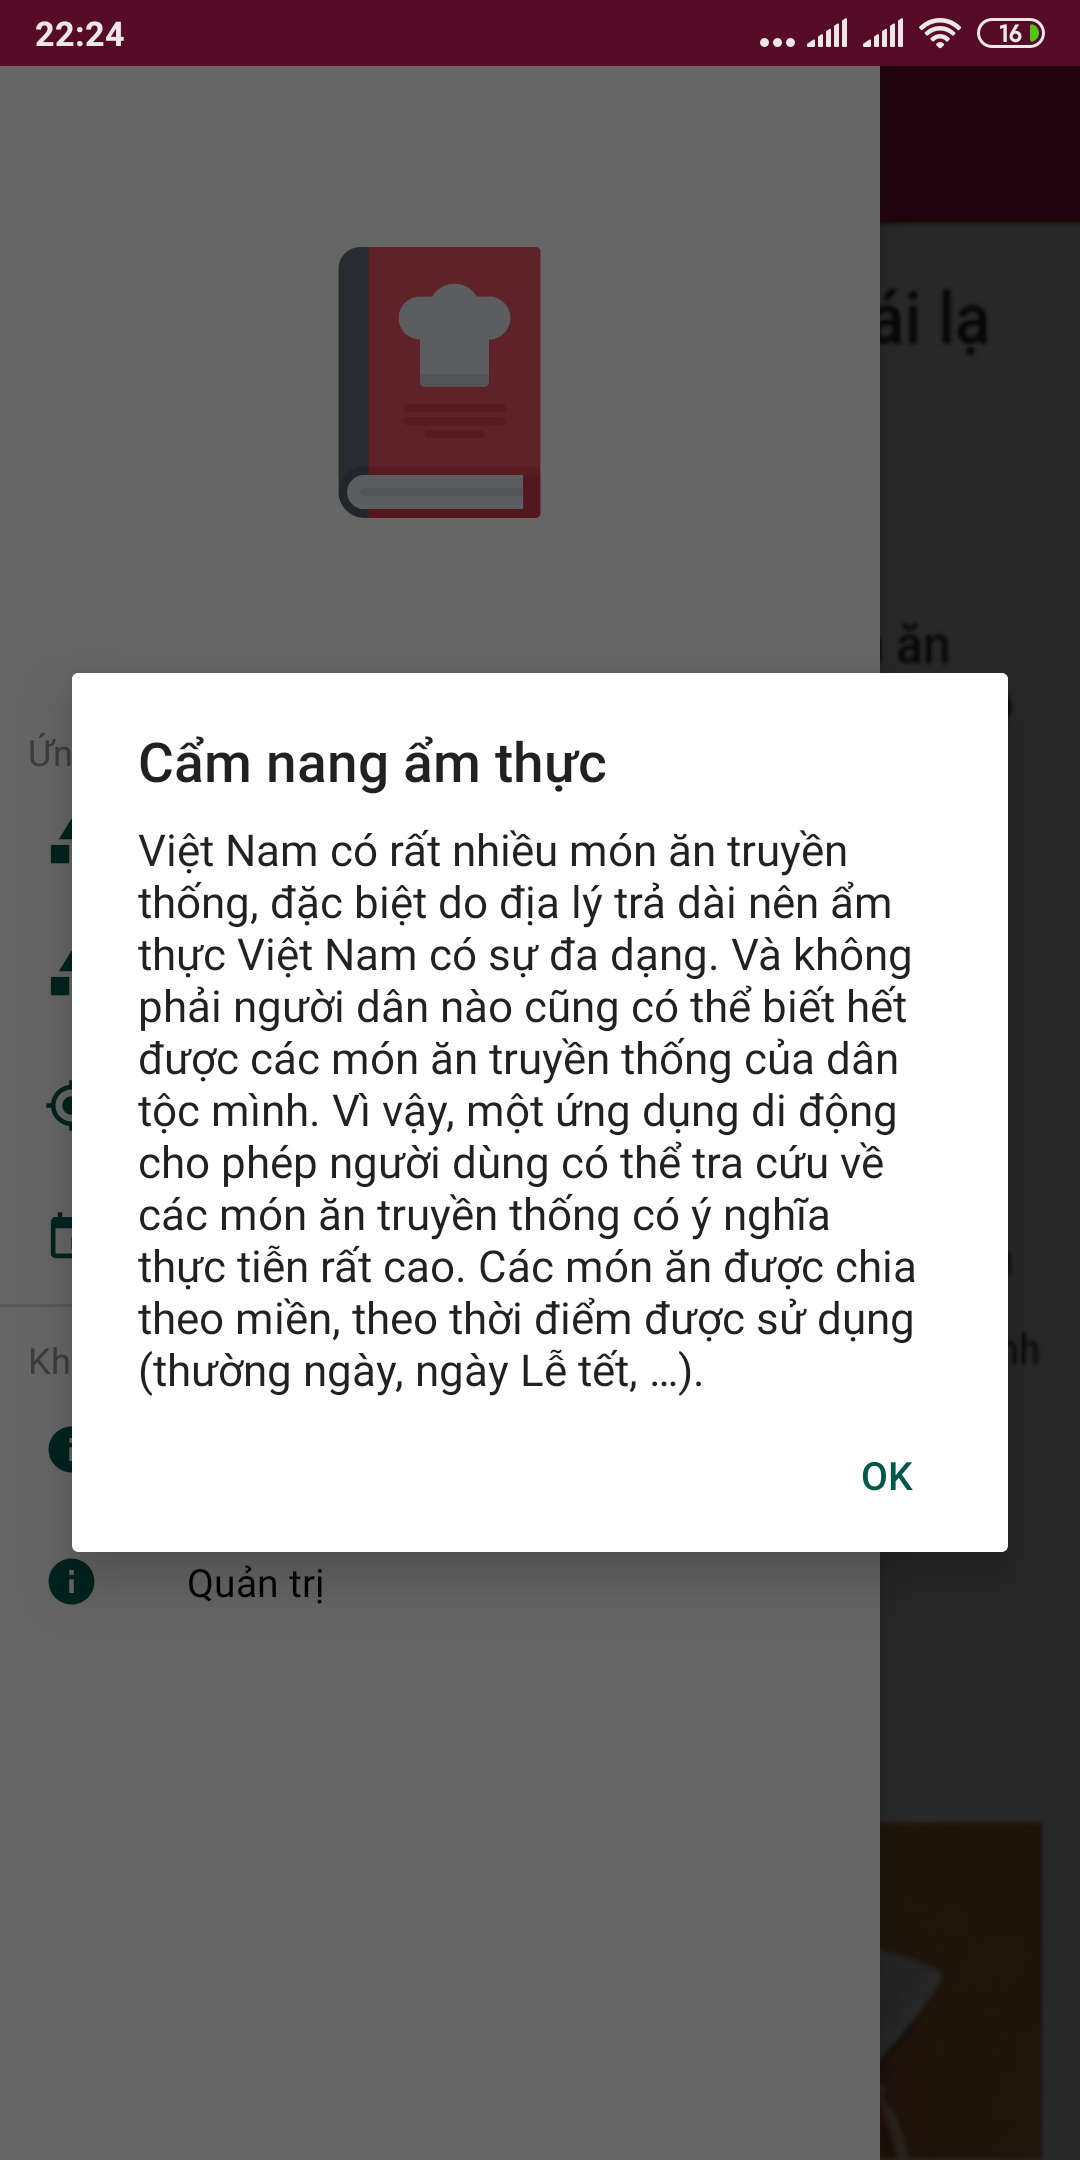 22:24
16
ái lạ
ăn
Cẩm nang ẩm thực
Việt Nam có rất nhiều món ăn truyền
thống, đặc biệt do địa lý trả dài nên ẩm
thực Việt Nam có sự đa dạng. Và không
phải người dân nào cũng có thể biết hết
được các món ăn truyền thống của dân
tộc mình. Vì vậy, một ứng dụng di động
cho phép người dùng có thể tra cứu về
các món ăn truyền thống có ý nghĩa
thực tiễn rất cao. Các món ăn được chia
theo miền, theo thời điểm được sử dụng
(thường ngày, ngày Lễ tết, ...).
OK
Quản trị